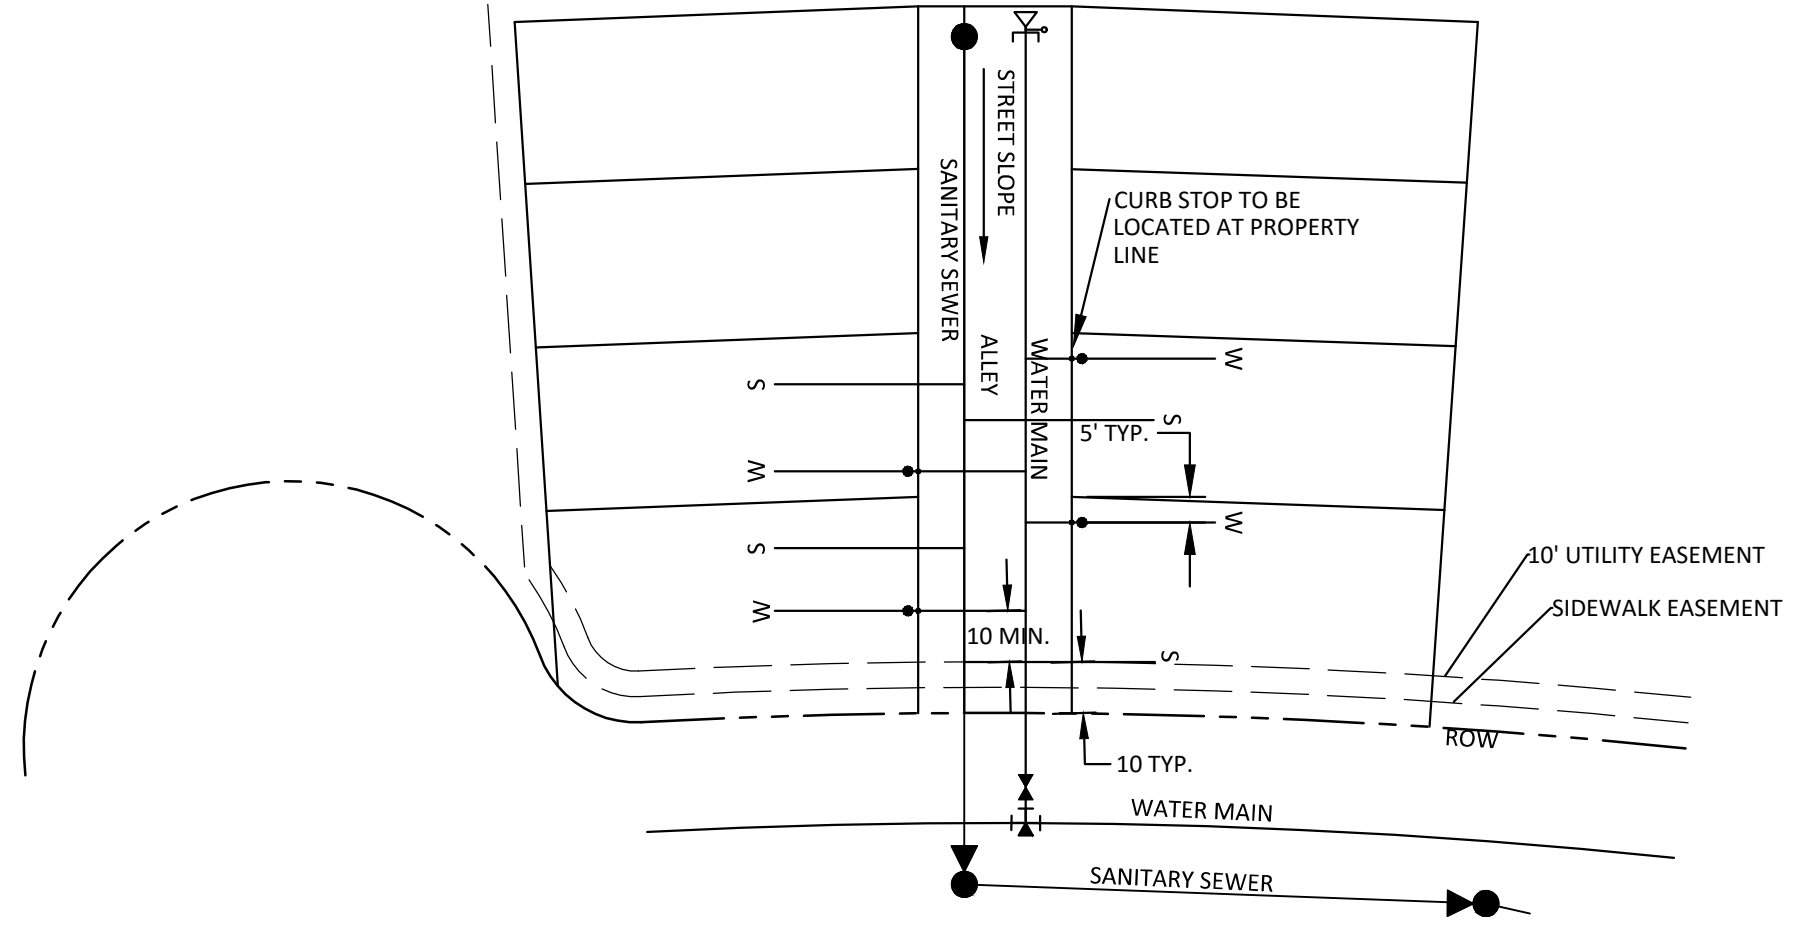 STREET SLOPE
SANITARY SEWER
CURB STOP TO BE
LOCATED AT PROPERTY
LINE
ALLEY
WATER MAIN
W
S
S
5' TYP.
W
W
S
10' UTILITY EASEMENT
W
SIDEWALK EASEMENT
10 MIN.
S
ROW
10 TYP.
WATER MAIN
SANITARY SEWER